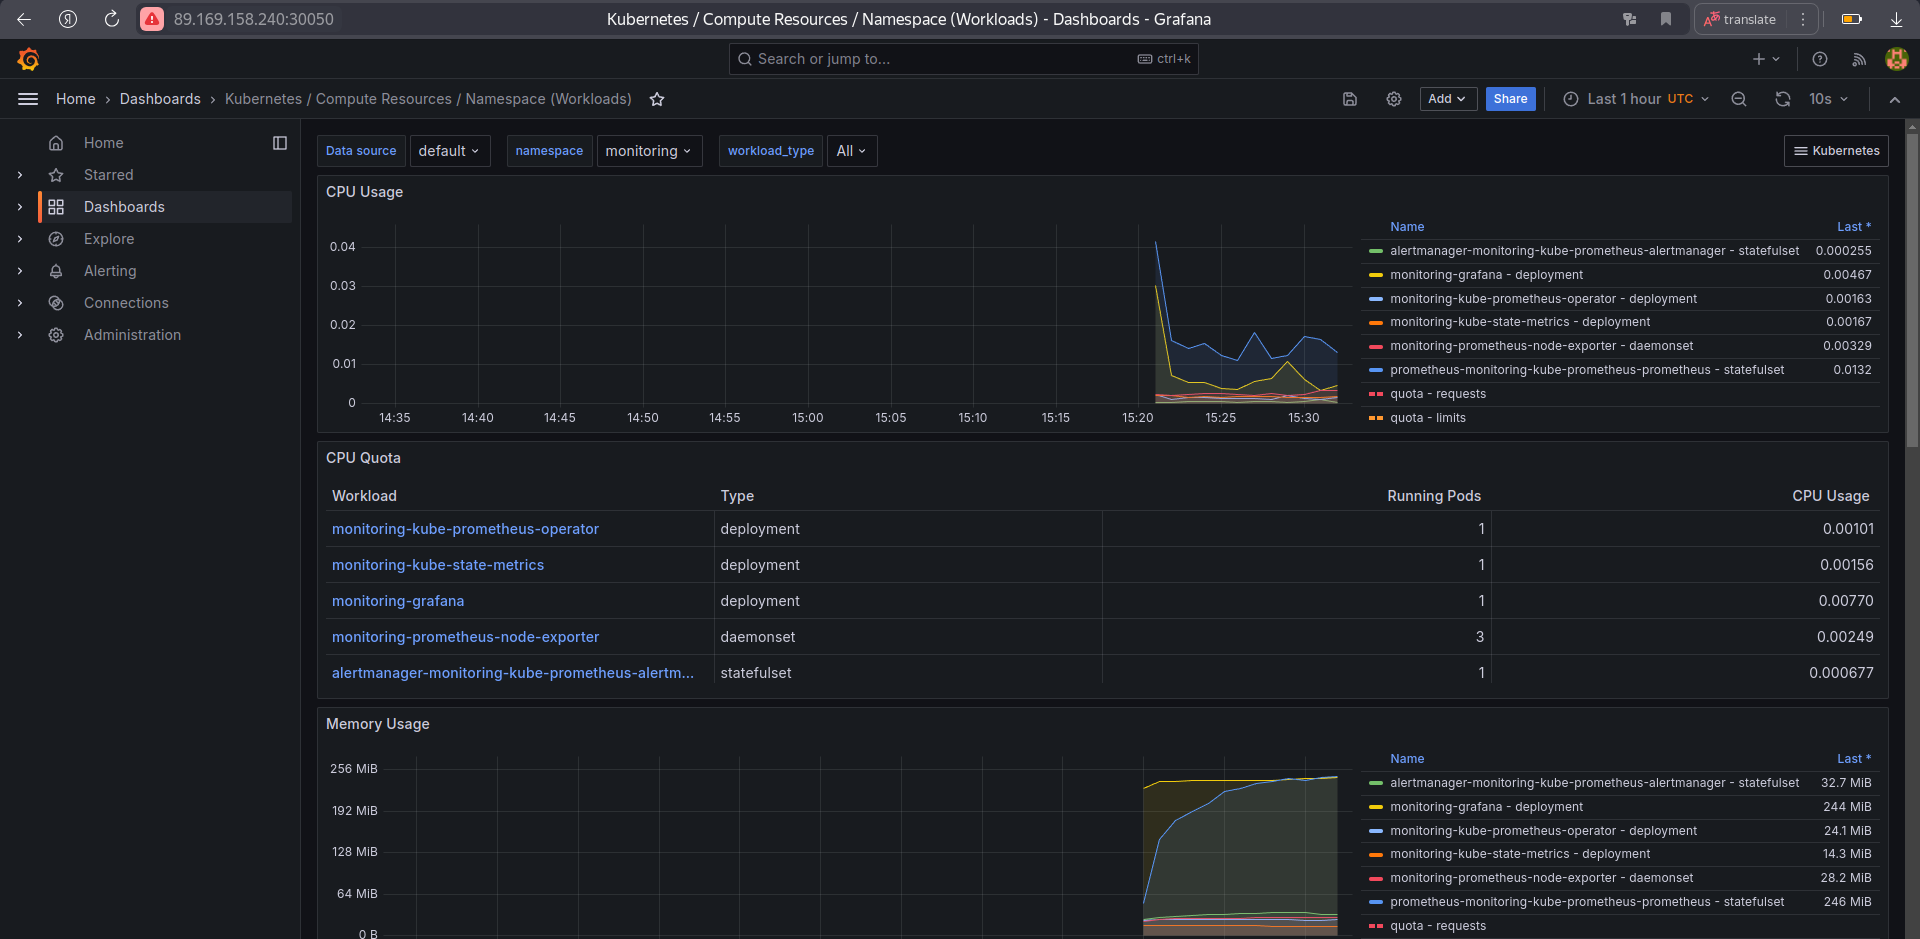 89.169.158.240:30050
Kubernetes / Compute Resources / Namespace (Workloads) - Dashboards - Grafana
translate
Search or jump to...
ctrl+k
Home › Dashboards › Kubernetes / Compute Resources / Namespace (Workloads)
Add
Share
Last 1 hour UTC
10s
Home
Starred
Dashboards
Explore
Alerting
Connections
Administration
Data source default
namespace monitoring
workload_type All
Kubernetes
CPU Usage
0.04
0.03
0.02
0.01
0
14:35 14:40 14:45 14:50 14:55 15:00 15:05 15:10 15:15 15:20 15:25 15:30
Name Last *
alertmanager-monitoring-kube-prometheus-alertmanager - statefulset 0.000255
monitoring-grafana - deployment 0.00467
monitoring-kube-prometheus-operator - deployment 0.00163
monitoring-kube-state-metrics - deployment 0.00167
monitoring-prometheus-node-exporter - daemonset 0.00329
prometheus-monitoring-kube-prometheus-prometheus - statefulset 0.0132
quota - requests
quota - limits
CPU Quota
Workload Type Running Pods CPU Usage
monitoring-kube-prometheus-operator deployment 1 0.00101
monitoring-kube-state-metrics deployment 1 0.00156
monitoring-grafana deployment 1 0.00770
monitoring-prometheus-node-exporter daemonset 3 0.00249
alertmanager-monitoring-kube-prometheus-alertm... statefulset 1 0.000677
Memory Usage
256 MiB
192 MiB
128 MiB
64 MiB
0 B
Name Last *
alertmanager-monitoring-kube-prometheus-alertmanager - statefulset 32.7 MiB
monitoring-grafana - deployment 244 MiB
monitoring-kube-prometheus-operator - deployment 24.1 MiB
monitoring-kube-state-metrics - deployment 14.3 MiB
monitoring-prometheus-node-exporter - daemonset 28.2 MiB
prometheus-monitoring-kube-prometheus-prometheus - statefulset 246 MiB
quota - requests